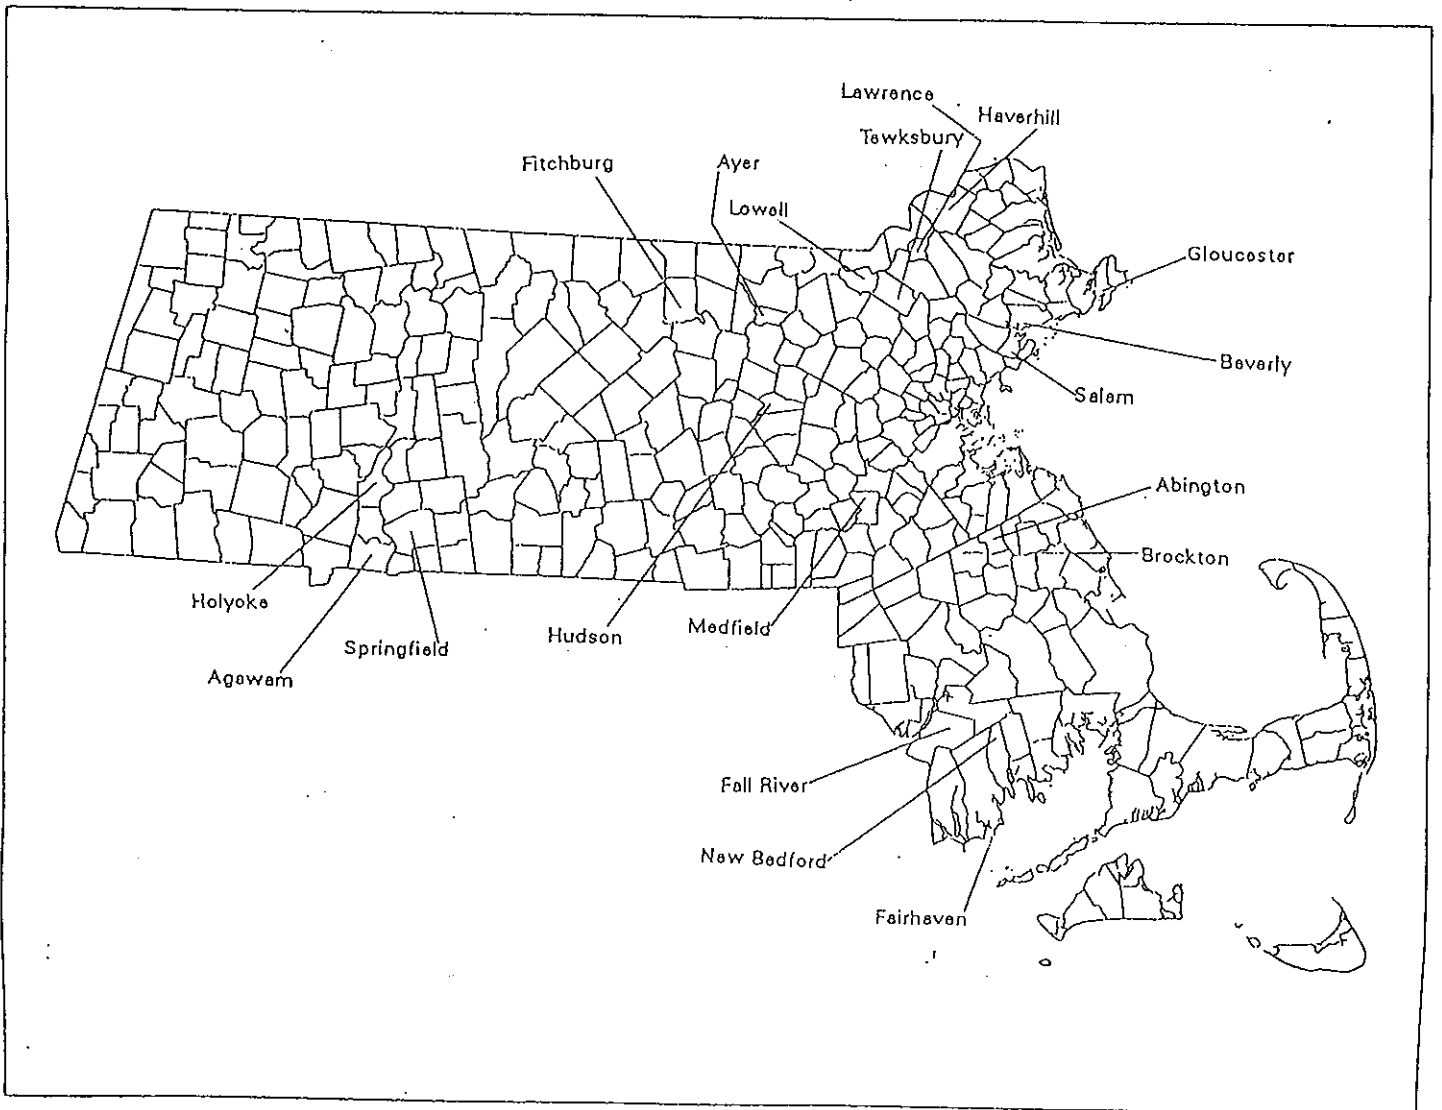 Lawrence
Haverhill
Tewksbury
Fitchburg
Ayer
Lowell
Gloucester
Beverly
Salem
Abington
Brockton
Holyoke
Hudson
Medfield
Springfield
Agawam
Fall River
New Bedford
Fairhaven